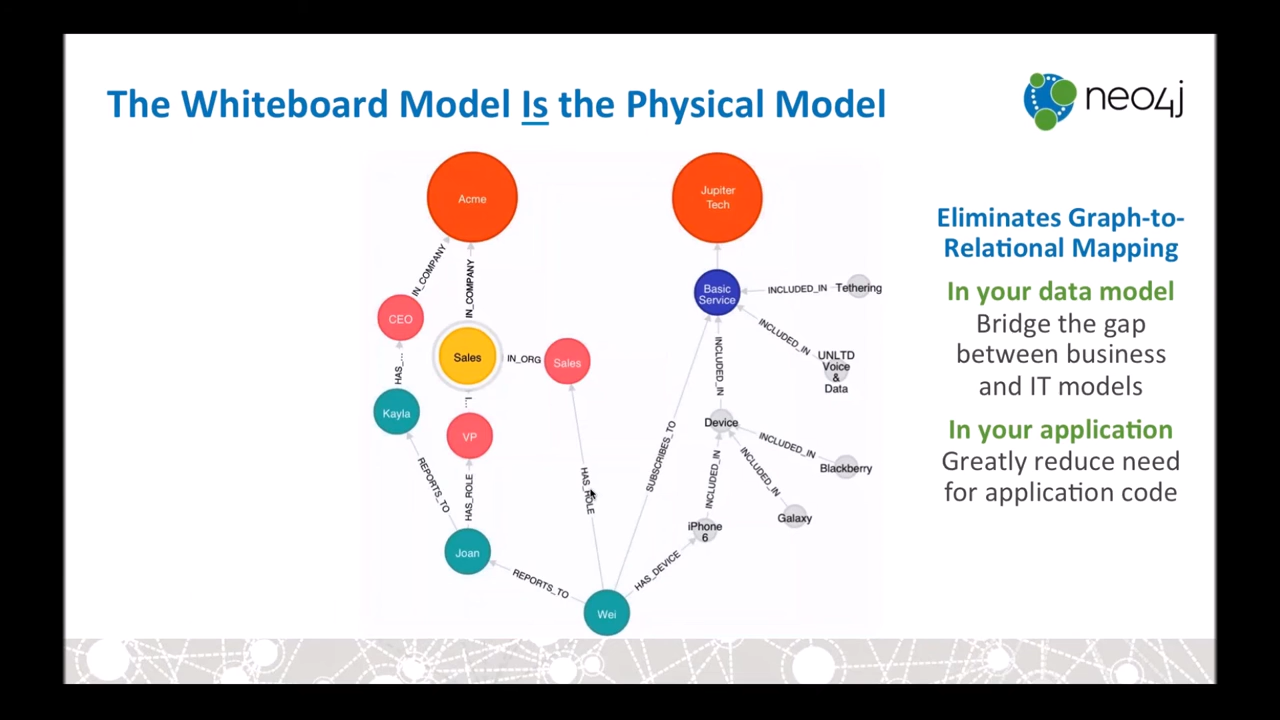 The Whiteboard Model Is the Physical Model
neo4j
Acme
Jupiter
Tech
IN_COMPANY
IN_COMPANY
CEO
Sales
IN_ORG
Sales
HAS_...
Kayla
I...
VP
REPORTS_TO
HAS_ROLE
HAS_ROLE
Joan
REPORTS_TO
Wei
SUBSCRIBES_TO
HAS_DEVICE
Basic
Service
INCLUDED_IN
Tethering
INCLUDED_IN
UNLTD
Voice
&
Data
INCLUDED_IN
Device
INCLUDED_IN
Blackberry
INCLUDED_IN
Galaxy
INCLUDED_IN
iPhone
6
Eliminates Graph-to-
Relational Mapping
In your data model
Bridge the gap
between business
and IT models
In your application
Greatly reduce need
for application code